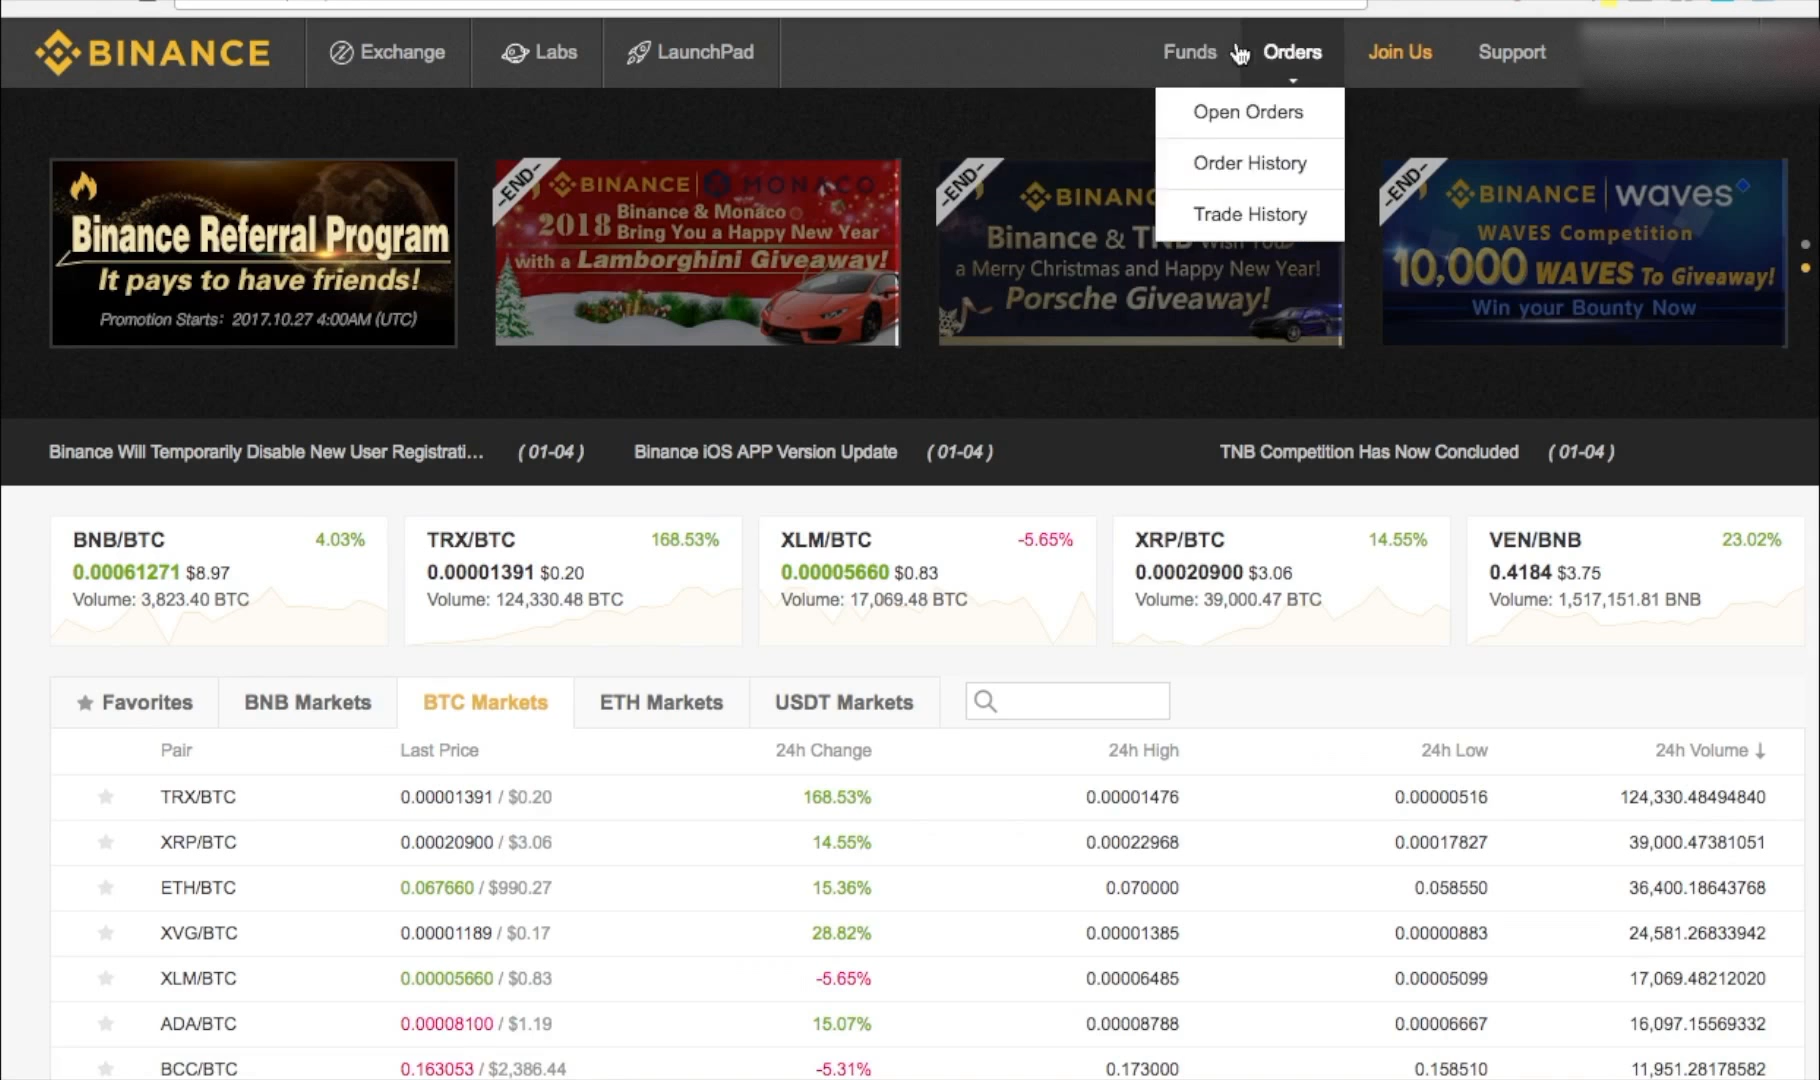 BINANCE
Exchange
Labs
LaunchPad
Funds
Orders
Join Us
Support
Open Orders
Order History
Trade History
Binance Referral Program
It pays to have friends!
Promotion Starts: 2017.10.27 4:00AM (UTC)
-END-
BINANCE | MONACO
2018 Binance & Monaco
Bring You a Happy New Year
with a Lamborghini Giveaway!
-END-
Binance &
a Merry Christmas and Happy New Year!
Porsche Giveaway!
-END-
BINANCE | waves
WAVES Competition
10,000 WAVES To Giveaway!
Win your Bounty Now
Binance Will Temporarily Disable New User Registrati... ( 01-04 )
Binance iOS APP Version Update ( 01-04 )
TNB Competition Has Now Concluded ( 01-04 )
BNB/BTC 4.03%
0.00061271 $8.97
Volume: 3,823.40 BTC
TRX/BTC 168.53%
0.00001391 $0.20
Volume: 124,330.48 BTC
XLM/BTC -5.65%
0.00005660 $0.83
Volume: 17,069.48 BTC
XRP/BTC 14.55%
0.00020900 $3.06
Volume: 39,000.47 BTC
VEN/BNB 23.02%
0.4184 $3.75
Volume: 1,517,151.81 BNB
Favorites BNB Markets BTC Markets ETH Markets USDT Markets
Pair Last Price 24h Change 24h High 24h Low 24h Volume ↓
TRX/BTC 0.00001391 / $0.20 168.53% 0.00001476 0.00000516 124,330.48494840
XRP/BTC 0.00020900 / $3.06 14.55% 0.00022968 0.00017827 39,000.47381051
ETH/BTC 0.067660 / $990.27 15.36% 0.070000 0.058550 36,400.18643768
XVG/BTC 0.00001189 / $0.17 28.82% 0.00001385 0.00000883 24,581.26833942
XLM/BTC 0.00005660 / $0.83 -5.65% 0.00006485 0.00005099 17,069.48212020
ADA/BTC 0.00008100 / $1.19 15.07% 0.00008788 0.00006667 16,097.15569332
BCC/BTC 0.163053 / $2,386.44 -5.31% 0.173000 0.158510 11,951.28178582